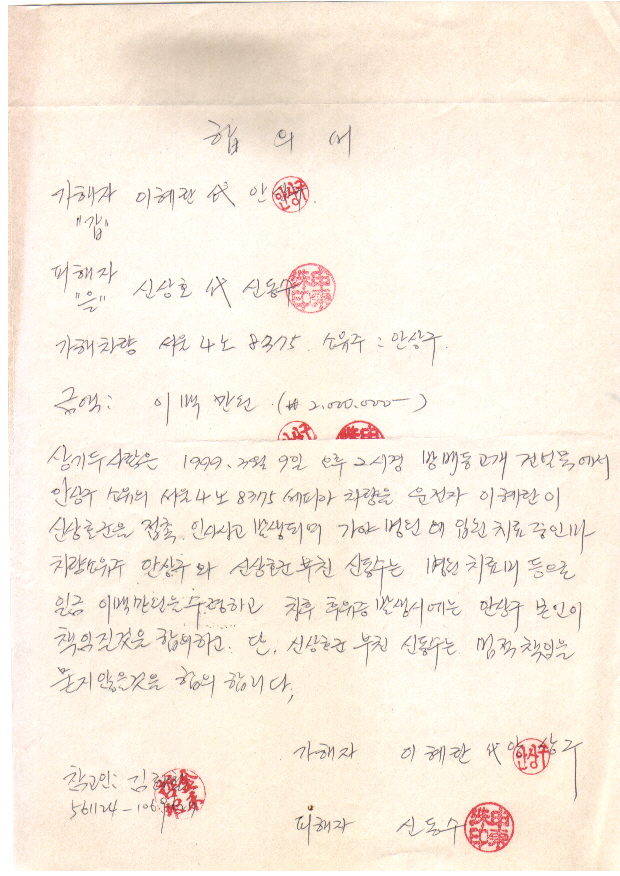 합 의 서
가해자 이혜란 代 안상구
"갑"
피해자 신상호 代 신동수
"을"
가해차량 서울4노 8375. 소유주 : 안상구.
금액: 이백 만원. (₩ 2,000,000-)
상기 두사람은 1999. 3월 9일 오후 2시경 방배동고개 건널목에서
안상구 소유의 서울4노 8375 세피아 차량을 운전자 이혜란이
신상호군을 접촉 인사사고 발생되여 가야 병원에 입원 치료중인바
차량소유주 안상구와 신상호군 부친 신동수는 병원 치료비 등으로
일금 이백만원을 수령하고 향후 후유증 발생시에는 안상구 본인이
책임질것을 합의하고. 단, 신상호군 부친 신동수는 법적책임을
묻지않을것을 합의 합니다,
가해자 이혜란 代 안상구
참고인: 김
561124-106
피해자 신동수